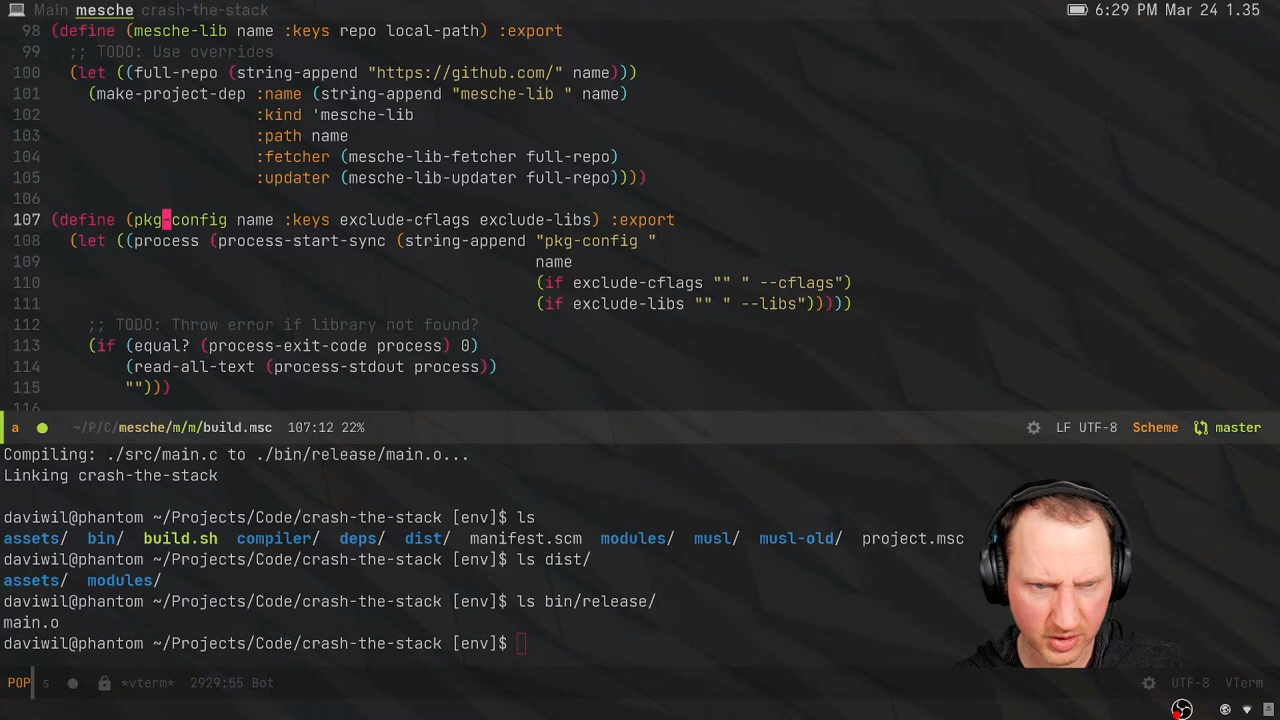 Main mesche crash-the-stack 6:29 PM Mar 24 1.35
98 (define (mesche-lib name :keys repo local-path) :export
99 ;; TODO: Use overrides
100 (let ((full-repo (string-append "https://github.com/" name)))
101 (make-project-dep :name (string-append "mesche-lib " name)
102 :kind 'mesche-lib
103 :path name
104 :fetcher (mesche-lib-fetcher full-repo)
105 :updater (mesche-lib-updater full-repo))))
106
107 (define (pkg-config name :keys exclude-cflags exclude-libs) :export
108 (let ((process (process-start-sync (string-append "pkg-config "
109 name
110 (if exclude-cflags "" " --cflags")
111 (if exclude-libs "" " --libs")))))
112 ;; TODO: Throw error if library not found?
113 (if (equal? (process-exit-code process) 0)
114 (read-all-text (process-stdout process))
115 "")))
116
a ~/P/C/mesche/m/m/build.msc 107:12 22% LF UTF-8 Scheme master
Compiling: ./src/main.c to ./bin/release/main.o...
Linking crash-the-stack
daviwil@phantom ~/Projects/Code/crash-the-stack [env]$ ls
assets/ bin/ build.sh compiler/ deps/ dist/ manifest.scm modules/ musl/ musl-old/ project.msc
daviwil@phantom ~/Projects/Code/crash-the-stack [env]$ ls dist/
assets/ modules/
daviwil@phantom ~/Projects/Code/crash-the-stack [env]$ ls bin/release/
main.o
daviwil@phantom ~/Projects/Code/crash-the-stack [env]$
POP s *vterm* 2929:55 Bot UTF-8 VTerm